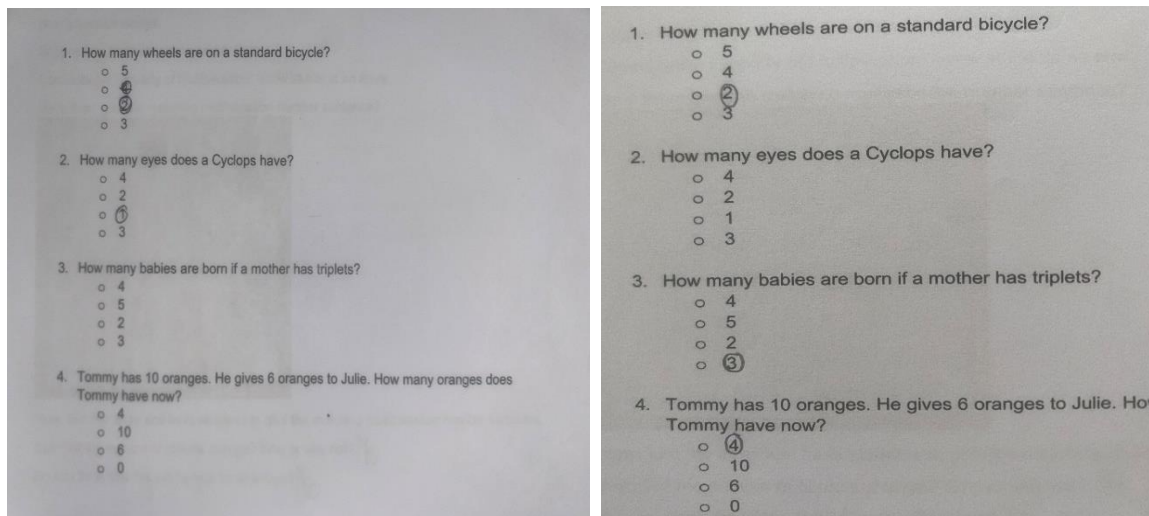 1. How many wheels are on a standard bicycle?
o 5
o 4
o 2
o 3
2. How many eyes does a Cyclops have?
o 4
o 2
o 1
o 3
3. How many babies are born if a mother has triplets?
o 4
o 5
o 2
o 3
4. Tommy has 10 oranges. He gives 6 oranges to Julie. How many oranges does
Tommy have now?
o 4
o 10
o 6
o 0
1. How many wheels are on a standard bicycle?
o 5
o 4
o 2
o 3
2. How many eyes does a Cyclops have?
o 4
o 2
o 1
o 3
3. How many babies are born if a mother has triplets?
o 4
o 5
o 2
o 3
4. Tommy has 10 oranges. He gives 6 oranges to Julie. Ho
Tommy have now?
o 4
o 10
o 6
o 0